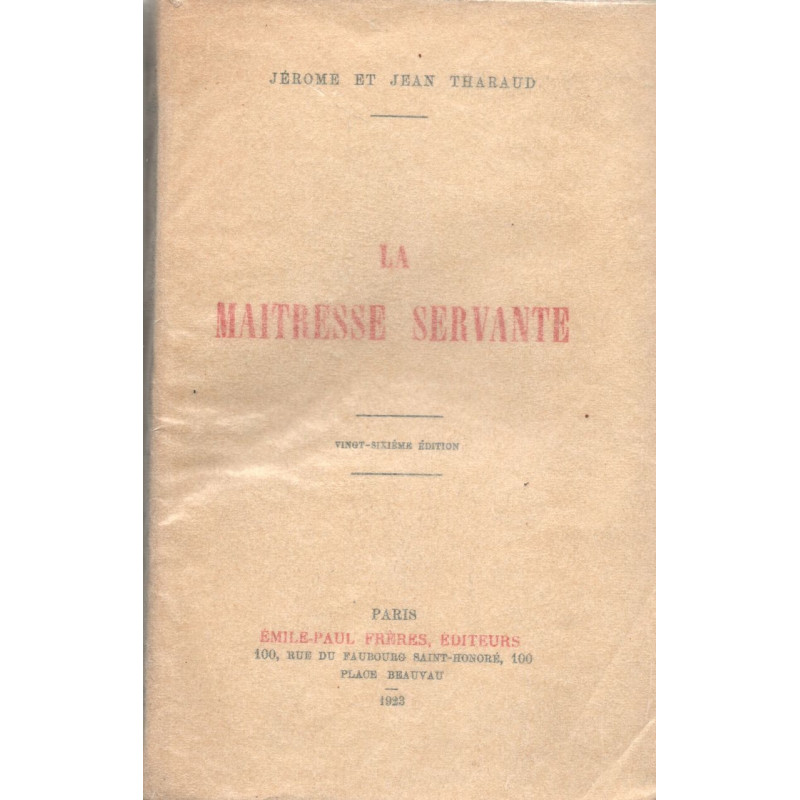 JÉROME ET JEAN THARAUD
LA
MAITRESSE SERVANTE
VINGT-SIXIÉME ÉDITION
PARIS
ÉMILE-PAUL FRÈRES, EDITEURS
100, RUE DU FAUBOURG SAINT-HONORÉ, 100
PLACE BEAUVAU
1923